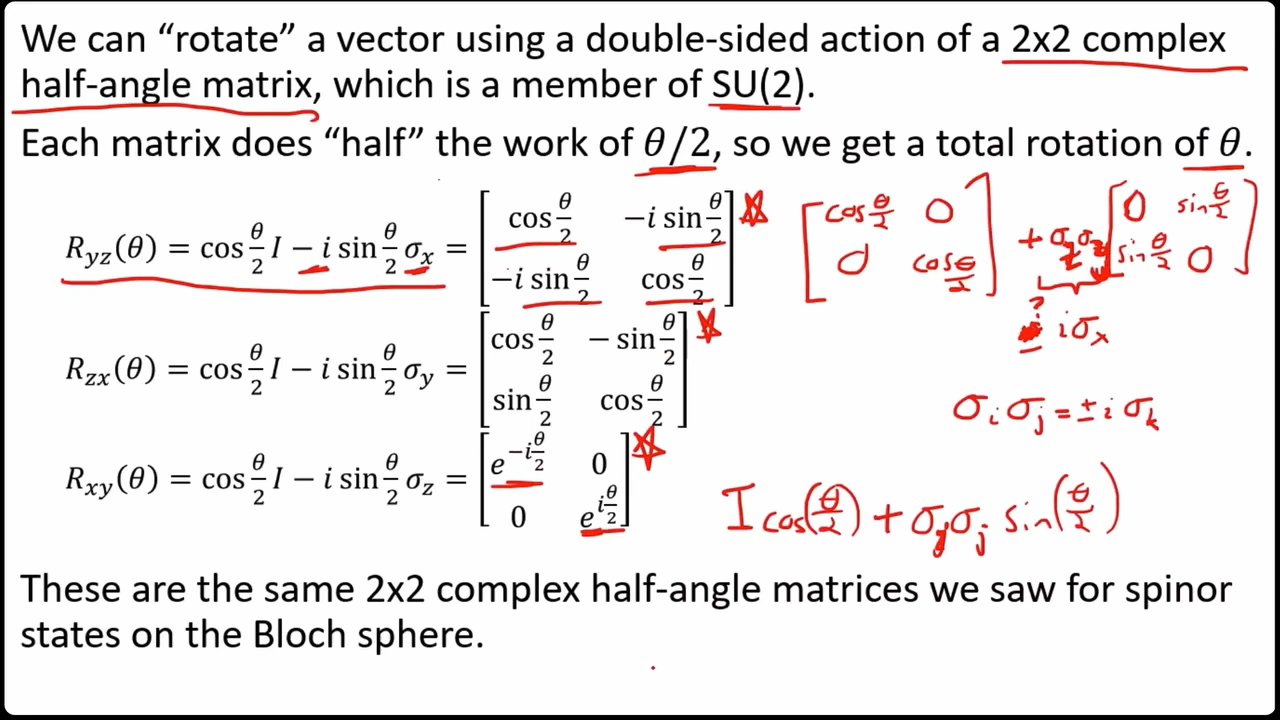 We can “rotate” a vector using a double-sided action of a 2x2 complex
half-angle matrix, which is a member of SU(2).
Each matrix does “half” the work of θ/2, so we get a total rotation of θ.
R_yz(θ) = cos θ/2 I − i sin θ/2 σ_x = [cos θ/2  −i sin θ/2; −i sin θ/2  cos θ/2]
[cos θ/2  0; 0  cos θ/2] + [0  sin θ/2; sin θ/2  0]
? iσ_x
R_zx(θ) = cos θ/2 I − i sin θ/2 σ_y = [cos θ/2  − sin θ/2; sin θ/2  cos θ/2]
σ_i σ_j = ± i σ_k
R_xy(θ) = cos θ/2 I − i sin θ/2 σ_z = [e^(−i θ/2)  0; 0  e^(i θ/2)]
I cos(θ/2) + σ σ_j sin(θ/2)
These are the same 2x2 complex half-angle matrices we saw for spinor
states on the Bloch sphere.